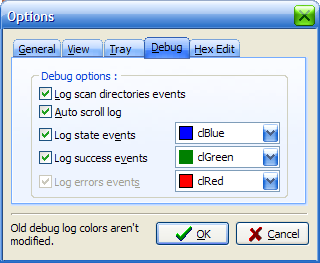 Options
General View Tray Debug Hex Edit
Debug options :
Log scan directories events
Auto scroll log
Log state events clBlue
Log success events clGreen
Log errors events clRed
Old debug log colors aren't
modified.
OK Cancel